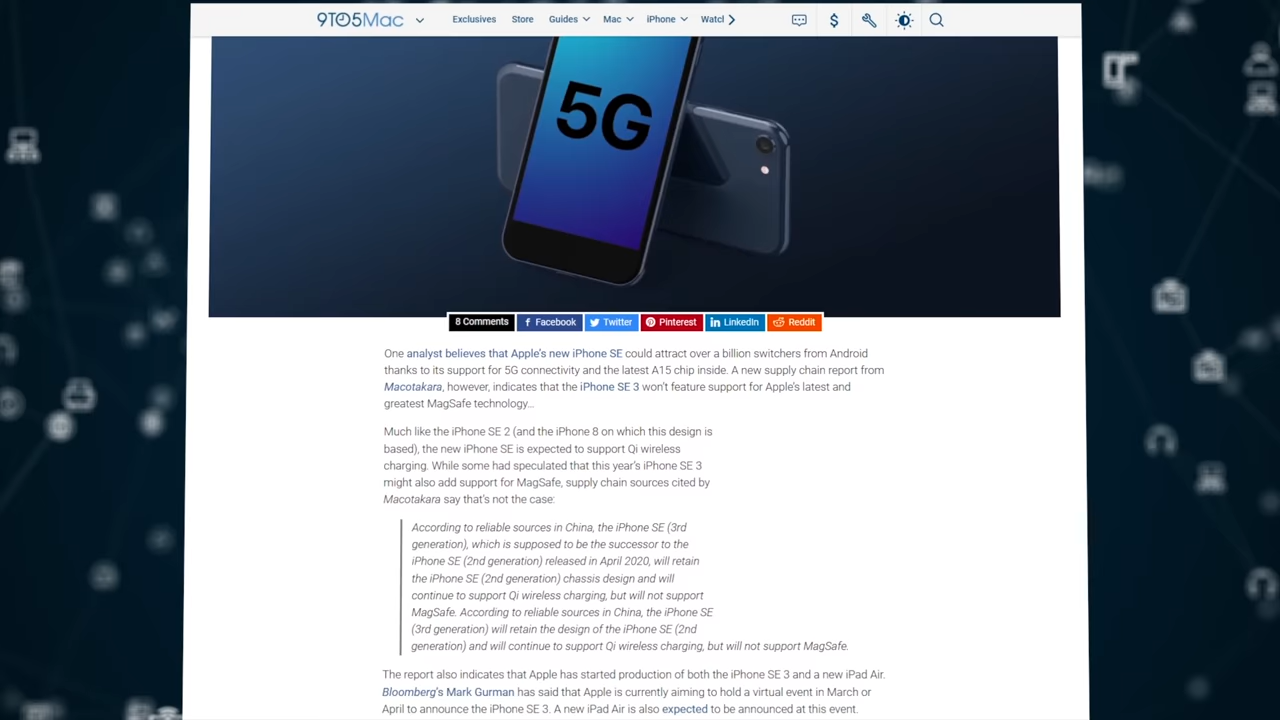 9TO5Mac Exclusives Store Guides Mac iPhone Watch
5G
8 Comments Facebook Twitter Pinterest LinkedIn Reddit
One analyst believes that Apple's new iPhone SE could attract over a billion switchers from Android
thanks to its support for 5G connectivity and the latest A15 chip inside. A new supply chain report from
Macotakara, however, indicates that the iPhone SE 3 won't feature support for Apple's latest and
greatest MagSafe technology...
Much like the iPhone SE 2 (and the iPhone 8 on which this design is
based), the new iPhone SE is expected to support Qi wireless
charging. While some had speculated that this year's iPhone SE 3
might also add support for MagSafe, supply chain sources cited by
Macotakara say that's not the case:
According to reliable sources in China, the iPhone SE (3rd
generation), which is supposed to be the successor to the
iPhone SE (2nd generation) released in April 2020, will retain
the iPhone SE (2nd generation) chassis design and will
continue to support Qi wireless charging, but will not support
MagSafe. According to reliable sources in China, the iPhone SE
(3rd generation) will retain the design of the iPhone SE (2nd
generation) and will continue to support Qi wireless charging, but will not support MagSafe.
The report also indicates that Apple has started production of both the iPhone SE 3 and a new iPad Air.
Bloomberg's Mark Gurman has said that Apple is currently aiming to hold a virtual event in March or
April to announce the iPhone SE 3. A new iPad Air is also expected to be announced at this event.